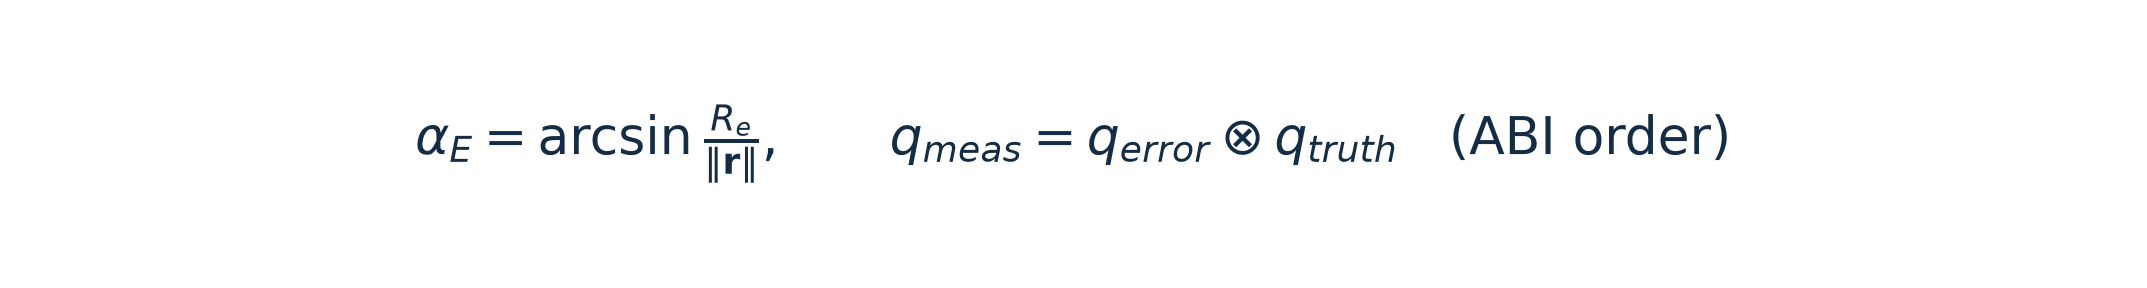 α_E = arcsin R_e/‖r‖, q_meas = q_error ⊗ q_truth (ABI order)